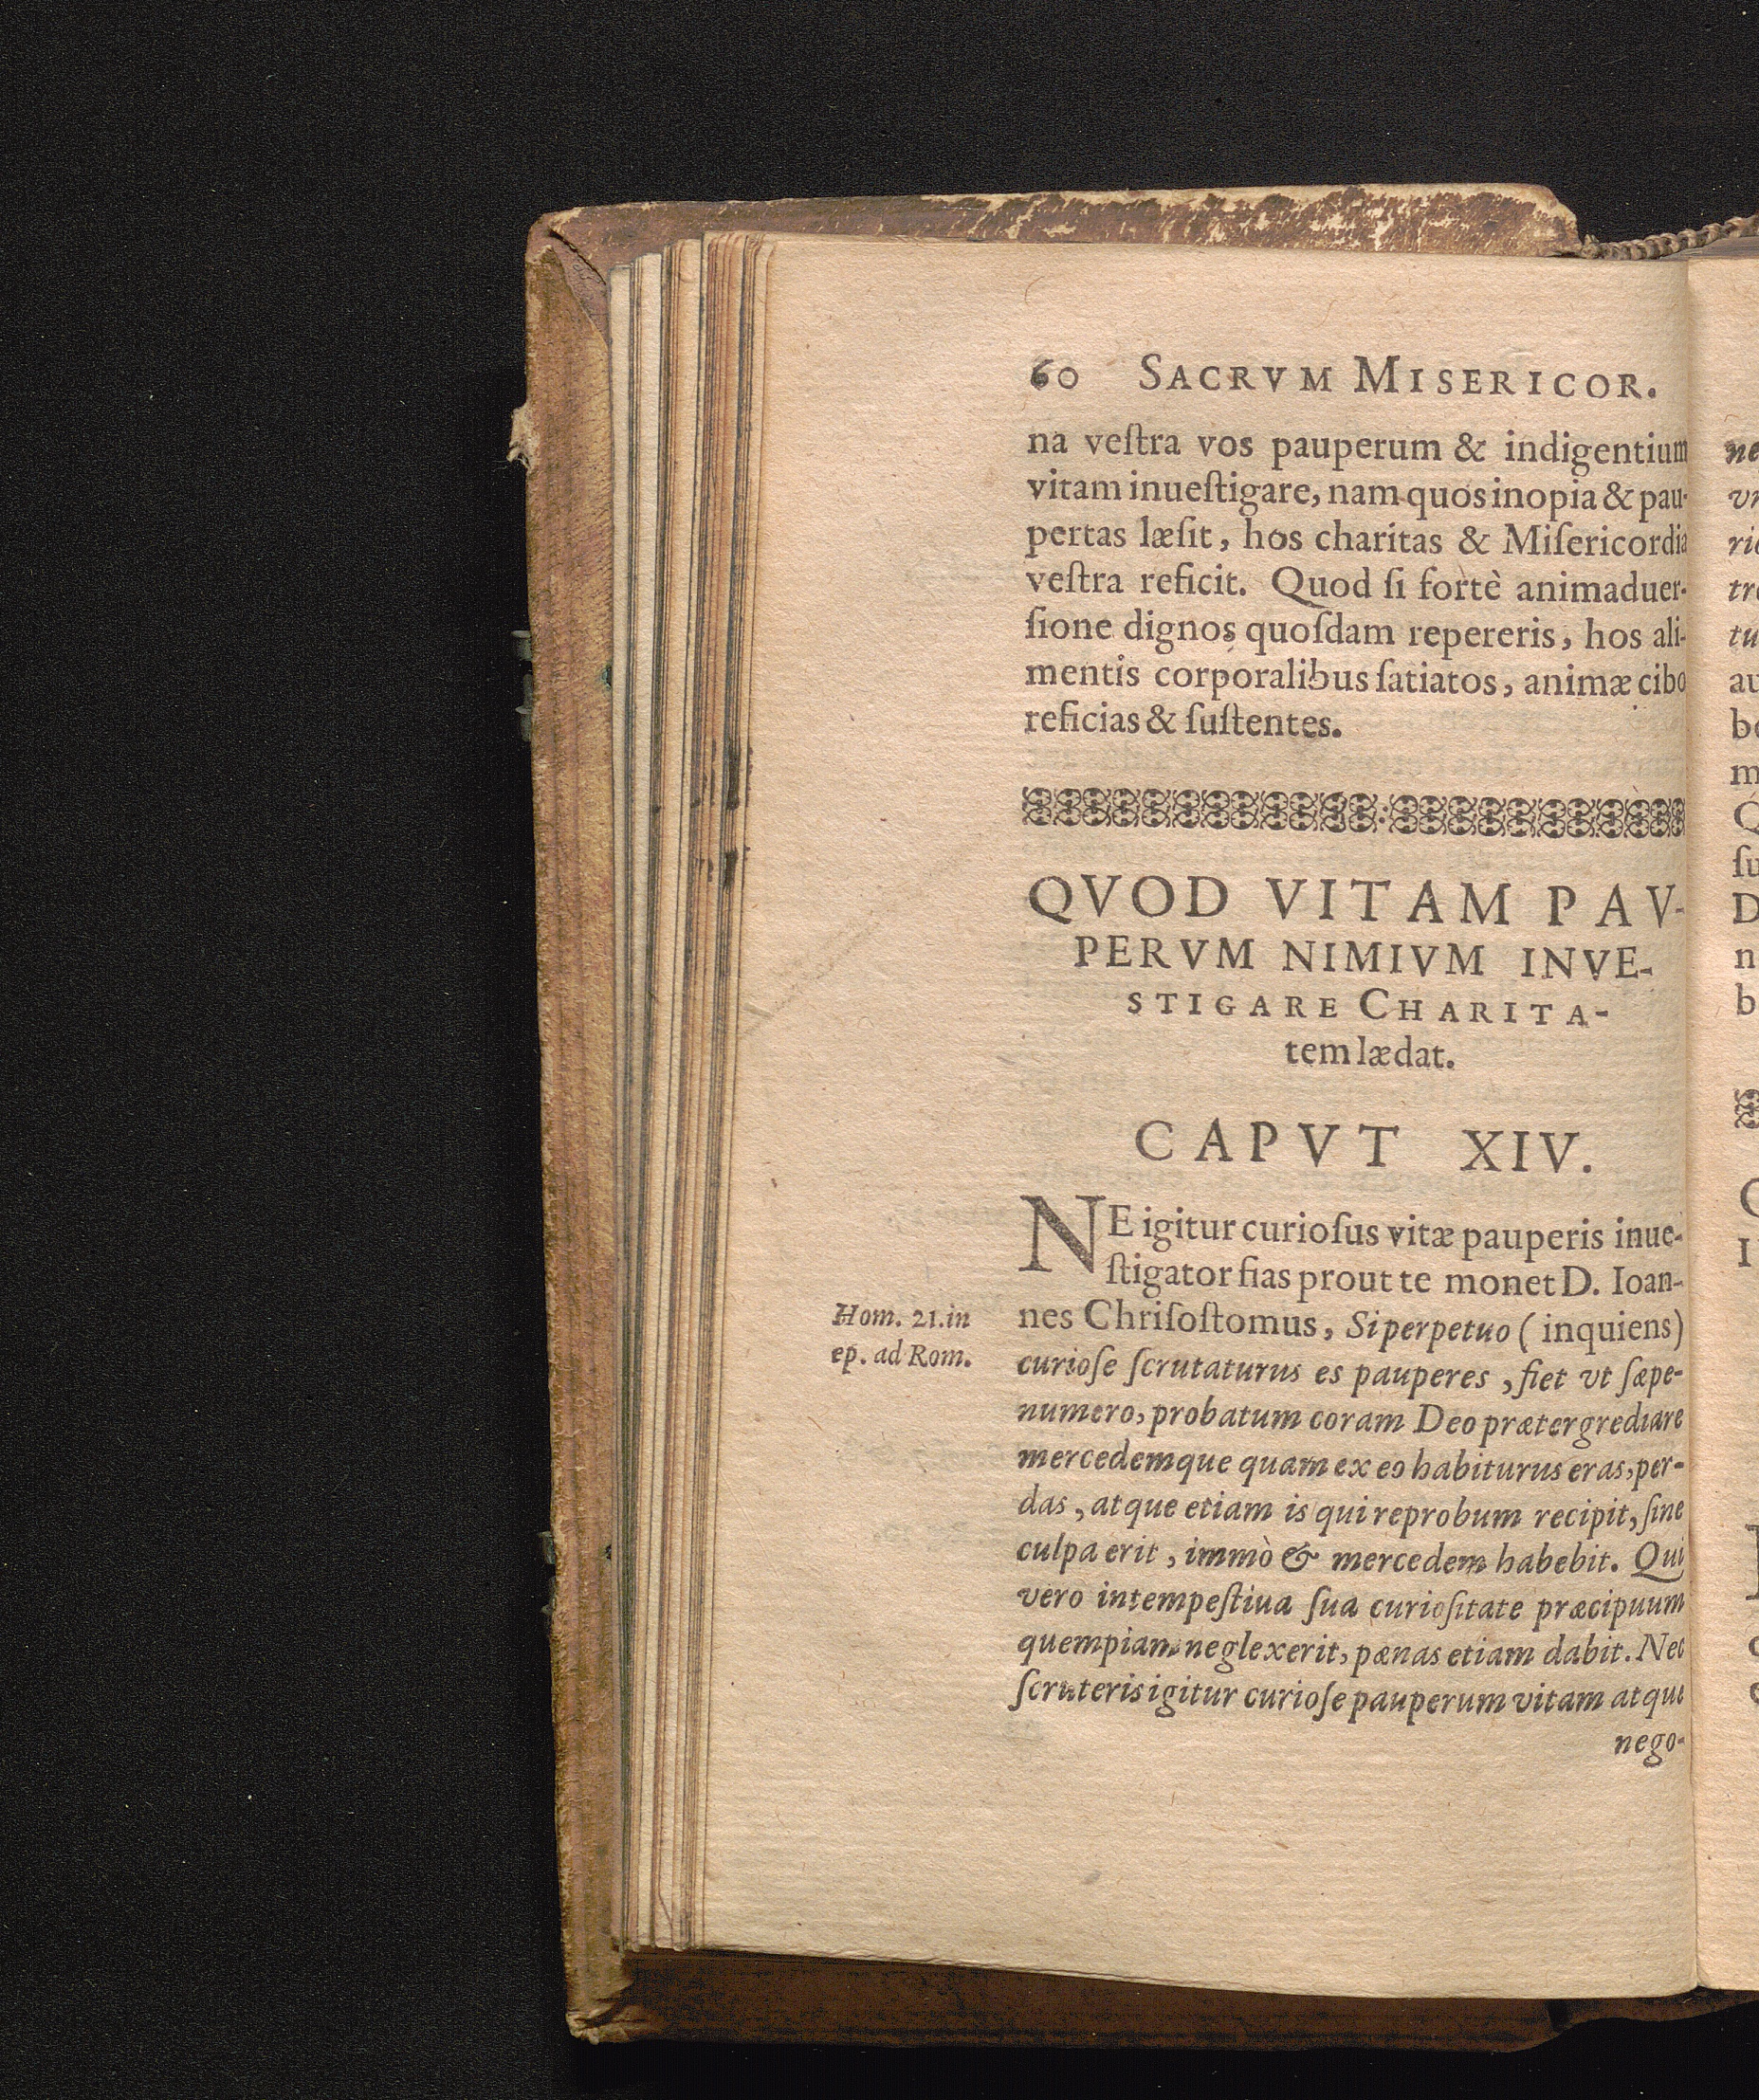 60 SACRVM MISERICOR.
na veſtra vos pauperum & indigentium
vitam inueſtigare, nam quos inopia & pau-
pertas læſit, hos charitas & Miſericordia
veſtra reficit. Quod ſi fortè animaduer-
ſione dignos quoſdam repereris, hos ali-
mentis corporalibus ſatiatos, animæ cibo
reficias & ſuſtentes.
QVOD VITAM PAV-
PERVM NIMIVM INVE-
STIGARE CHARITA-
tem lædat.
CAPVT XIV.
NE igitur curioſus vitæ pauperis inue-
ſtigator fias prout te monet D. Ioan-
nes Chriſoſtomus, Si perpetuo ( inquiens)
Hom. 21. in
ep. ad Rom.
curioſe ſcrutaturus es pauperes, fiet vt ſæpe-
numero, probatum coram Deo prætergrediare
mercedemque quam ex eo habiturus eras, per-
das, atque etiam is qui reprobum recipit, ſine
culpa erit, immò & mercedem habebit. Qui
vero intempeſtiua ſua curioſitate præcipuum
quempiam neglexerit, pœnas etiam dabit. Nec
ſcruteris igitur curioſe pauperum vitam atque
nego-
ne
tu
au
m
ſu
D
n
b